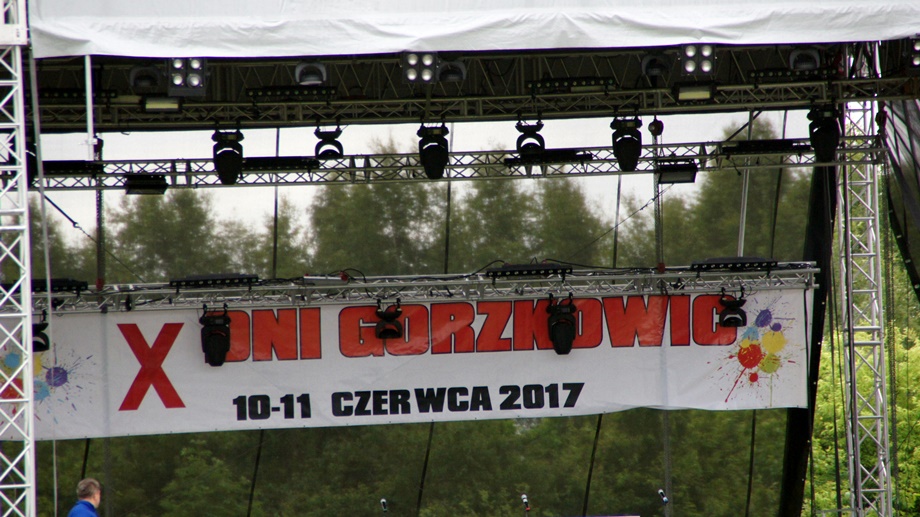 X DNI GORZKOWIC
10-11 CZERWCA 2017